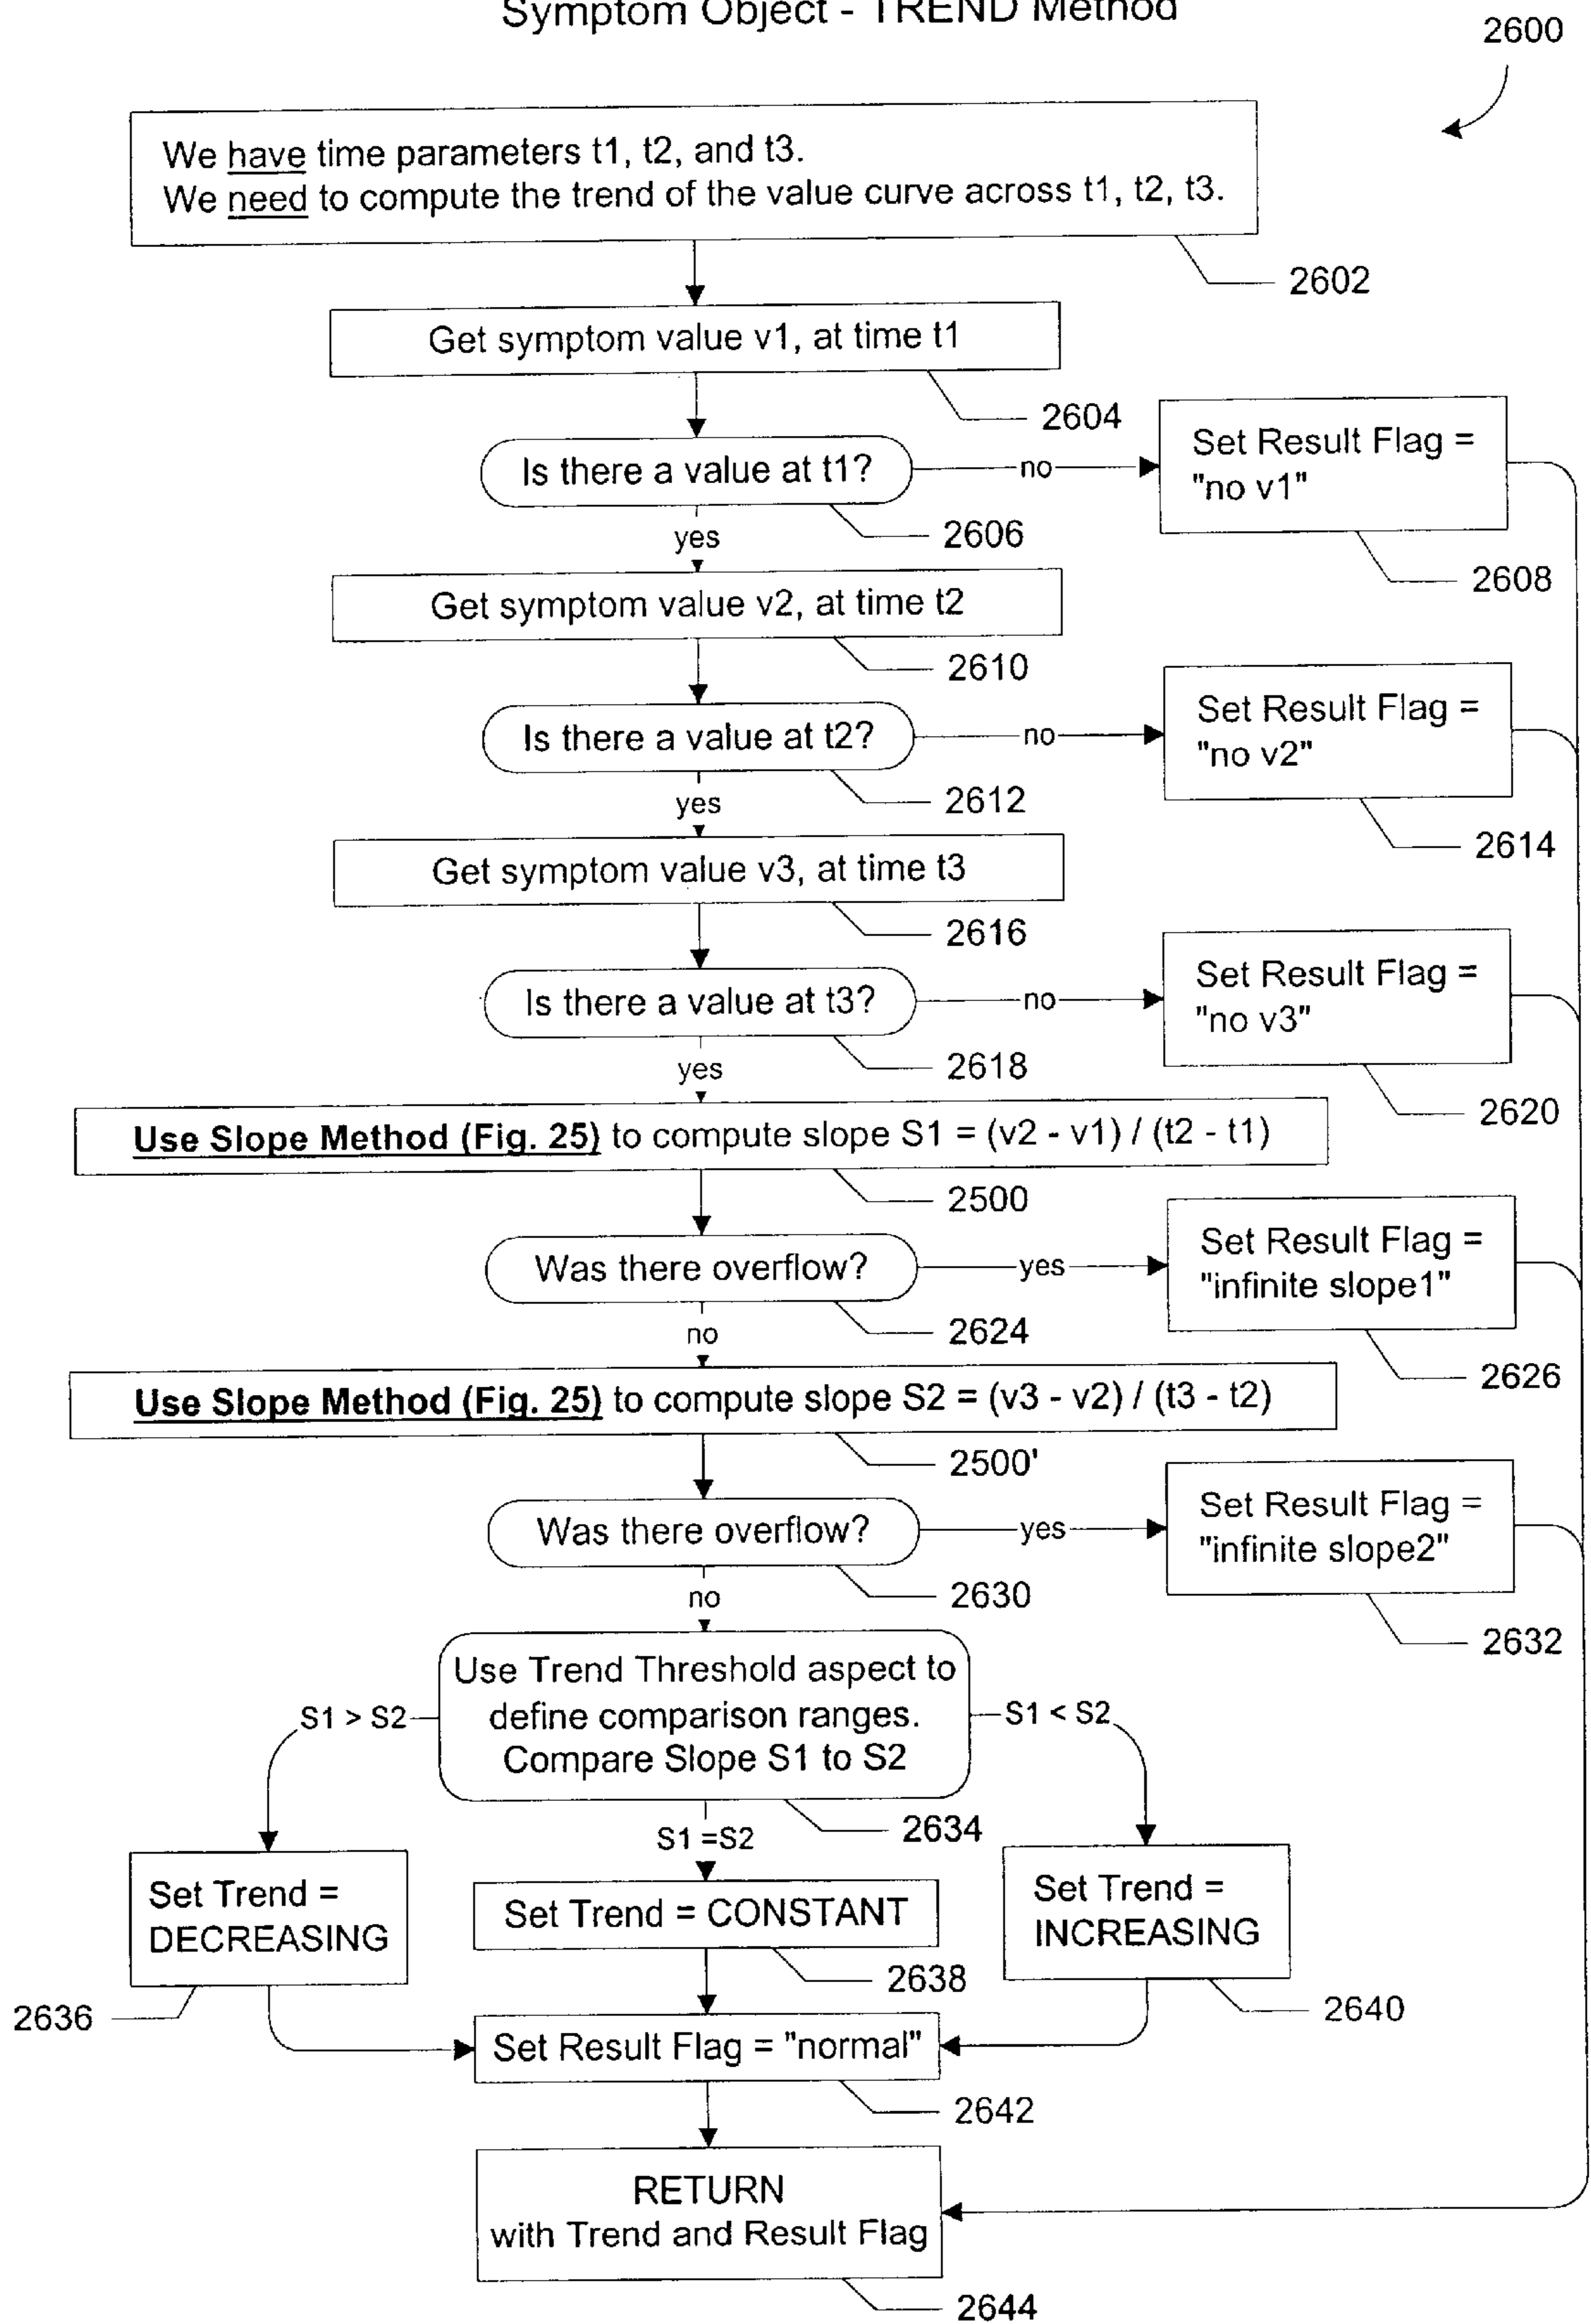 Symptom Object - TREND Method
2600
We have time parameters t1, t2, and t3.
We need to compute the trend of the value curve across t1, t2, t3.
2602
Get symptom value v1, at time t1
2604
Is there a value at t1?
no
Set Result Flag =
"no v1"
2606
yes
2608
Get symptom value v2, at time t2
2610
Is there a value at t2?
no
Set Result Flag =
"no v2"
2612
yes
2614
Get symptom value v3, at time t3
2616
Is there a value at t3?
no
Set Result Flag =
"no v3"
2618
yes
2620
Use Slope Method (Fig. 25) to compute slope S1 = (v2 - v1) / (t2 - t1)
2500
Was there overflow?
yes
Set Result Flag =
"infinite slope1"
2624
no
2626
Use Slope Method (Fig. 25) to compute slope S2 = (v3 - v2) / (t3 - t2)
2500'
Was there overflow?
yes
Set Result Flag =
"infinite slope2"
2630
no
2632
Use Trend Threshold aspect to
define comparison ranges.
Compare Slope S1 to S2
S1 > S2
S1 < S2
2634
S1 =S2
Set Trend =
DECREASING
Set Trend = CONSTANT
Set Trend =
INCREASING
2636
2638
2640
Set Result Flag = "normal"
2642
RETURN
with Trend and Result Flag
2644